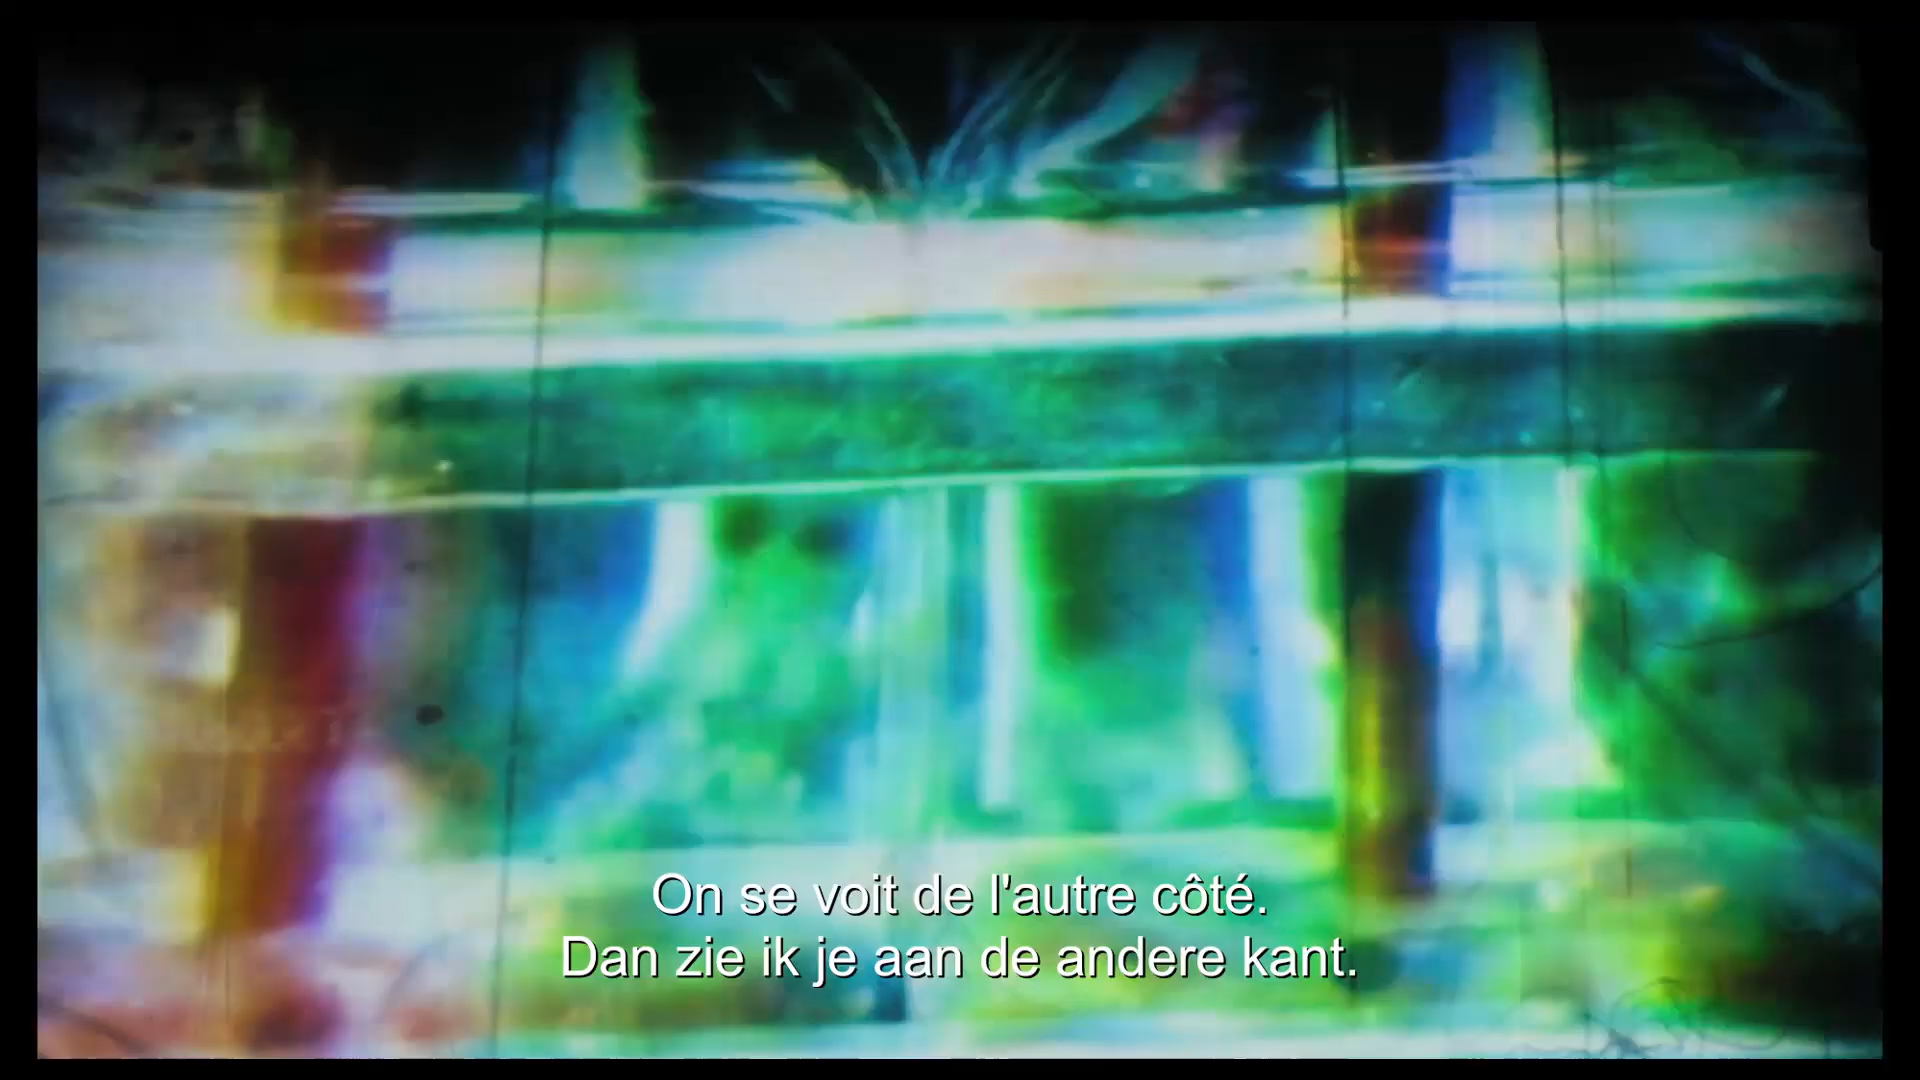 On se voit de l'autre côté.
Dan zie ik je aan de andere kant.